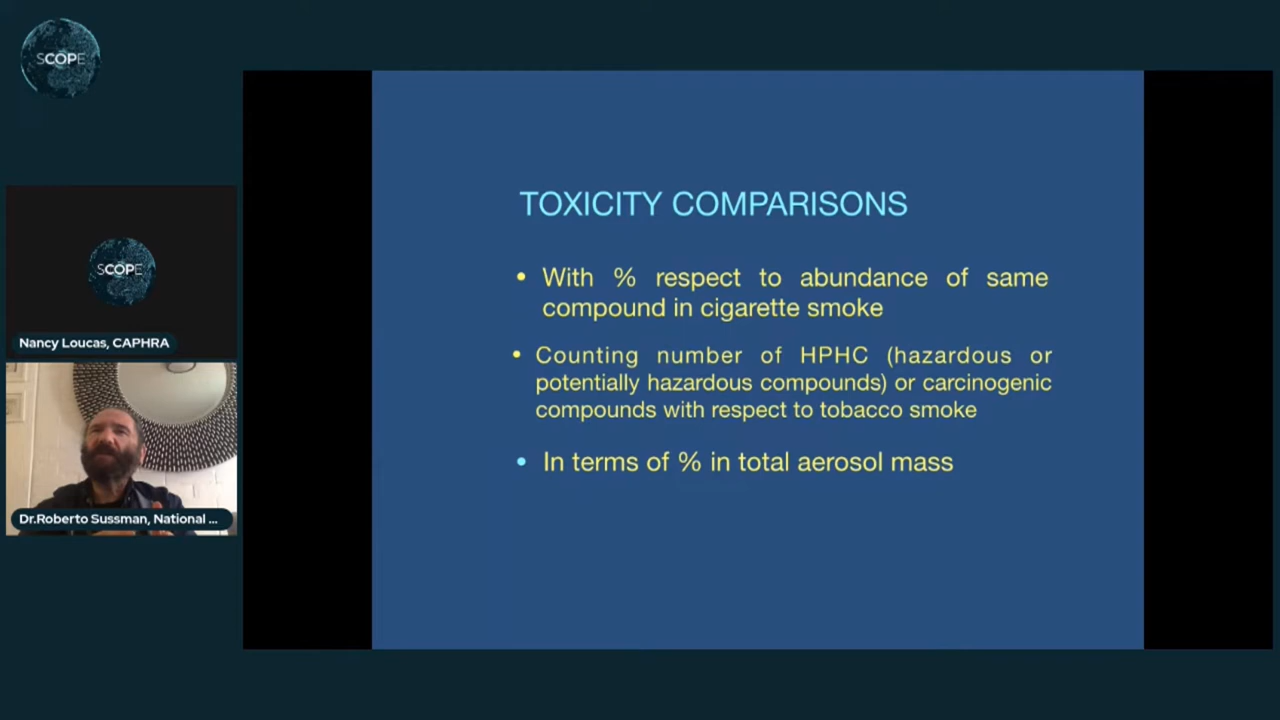 SCOPE
SCOPE
Nancy Loucas, CAPHRA
Dr.Roberto Sussman, National ...
TOXICITY COMPARISONS
• With % respect to abundance of same
compound in cigarette smoke
• Counting number of HPHC (hazardous or
potentially hazardous compounds) or carcinogenic
compounds with respect to tobacco smoke
• In terms of % in total aerosol mass